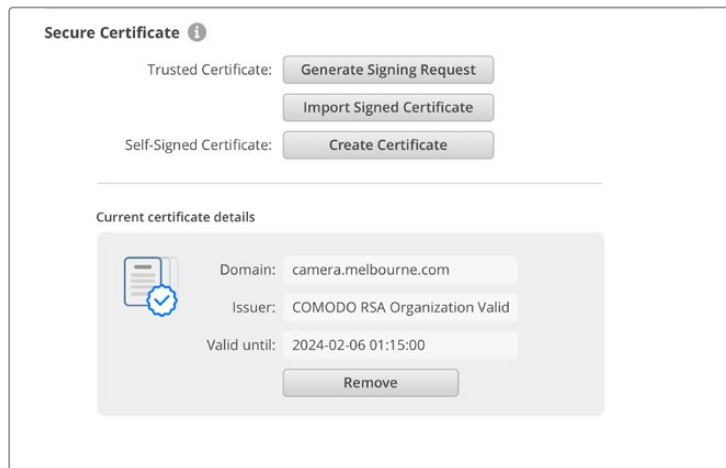 Secure Certificate
Trusted Certificate: Generate Signing Request
Import Signed Certificate
Self-Signed Certificate: Create Certificate
Current certificate details
Domain: camera.melbourne.com
Issuer: COMODO RSA Organization Valid
Valid until: 2024-02-06 01:15:00
Remove